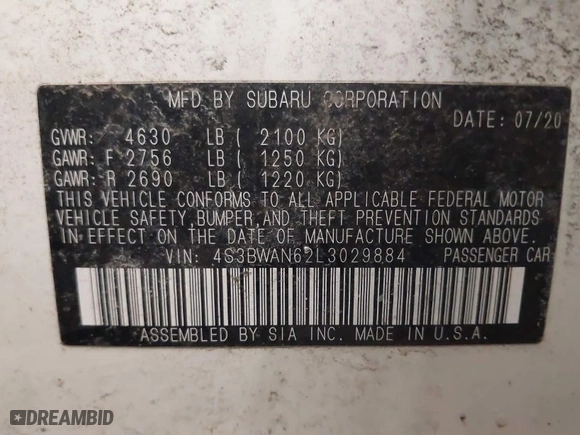 MFD BY SUBARU CORPORATION
DATE: 07/20
GVWR: 4630 LB ( 2100 KG)
GAWR: F 2756 LB ( 1250 KG)
GAWR: R 2690 LB ( 1220 KG)
THIS VEHICLE CONFORMS TO ALL APPLICABLE FEDERAL MOTOR
VEHICLE SAFETY, BUMPER, AND THEFT PREVENTION STANDARDS
IN EFFECT ON THE DATE OF MANUFACTURE SHOWN ABOVE.
VIN: 4S3BWAN62L3029884 PASSENGER CAR
ASSEMBLED BY SIA INC. MADE IN U.S.A.
DREAMBID